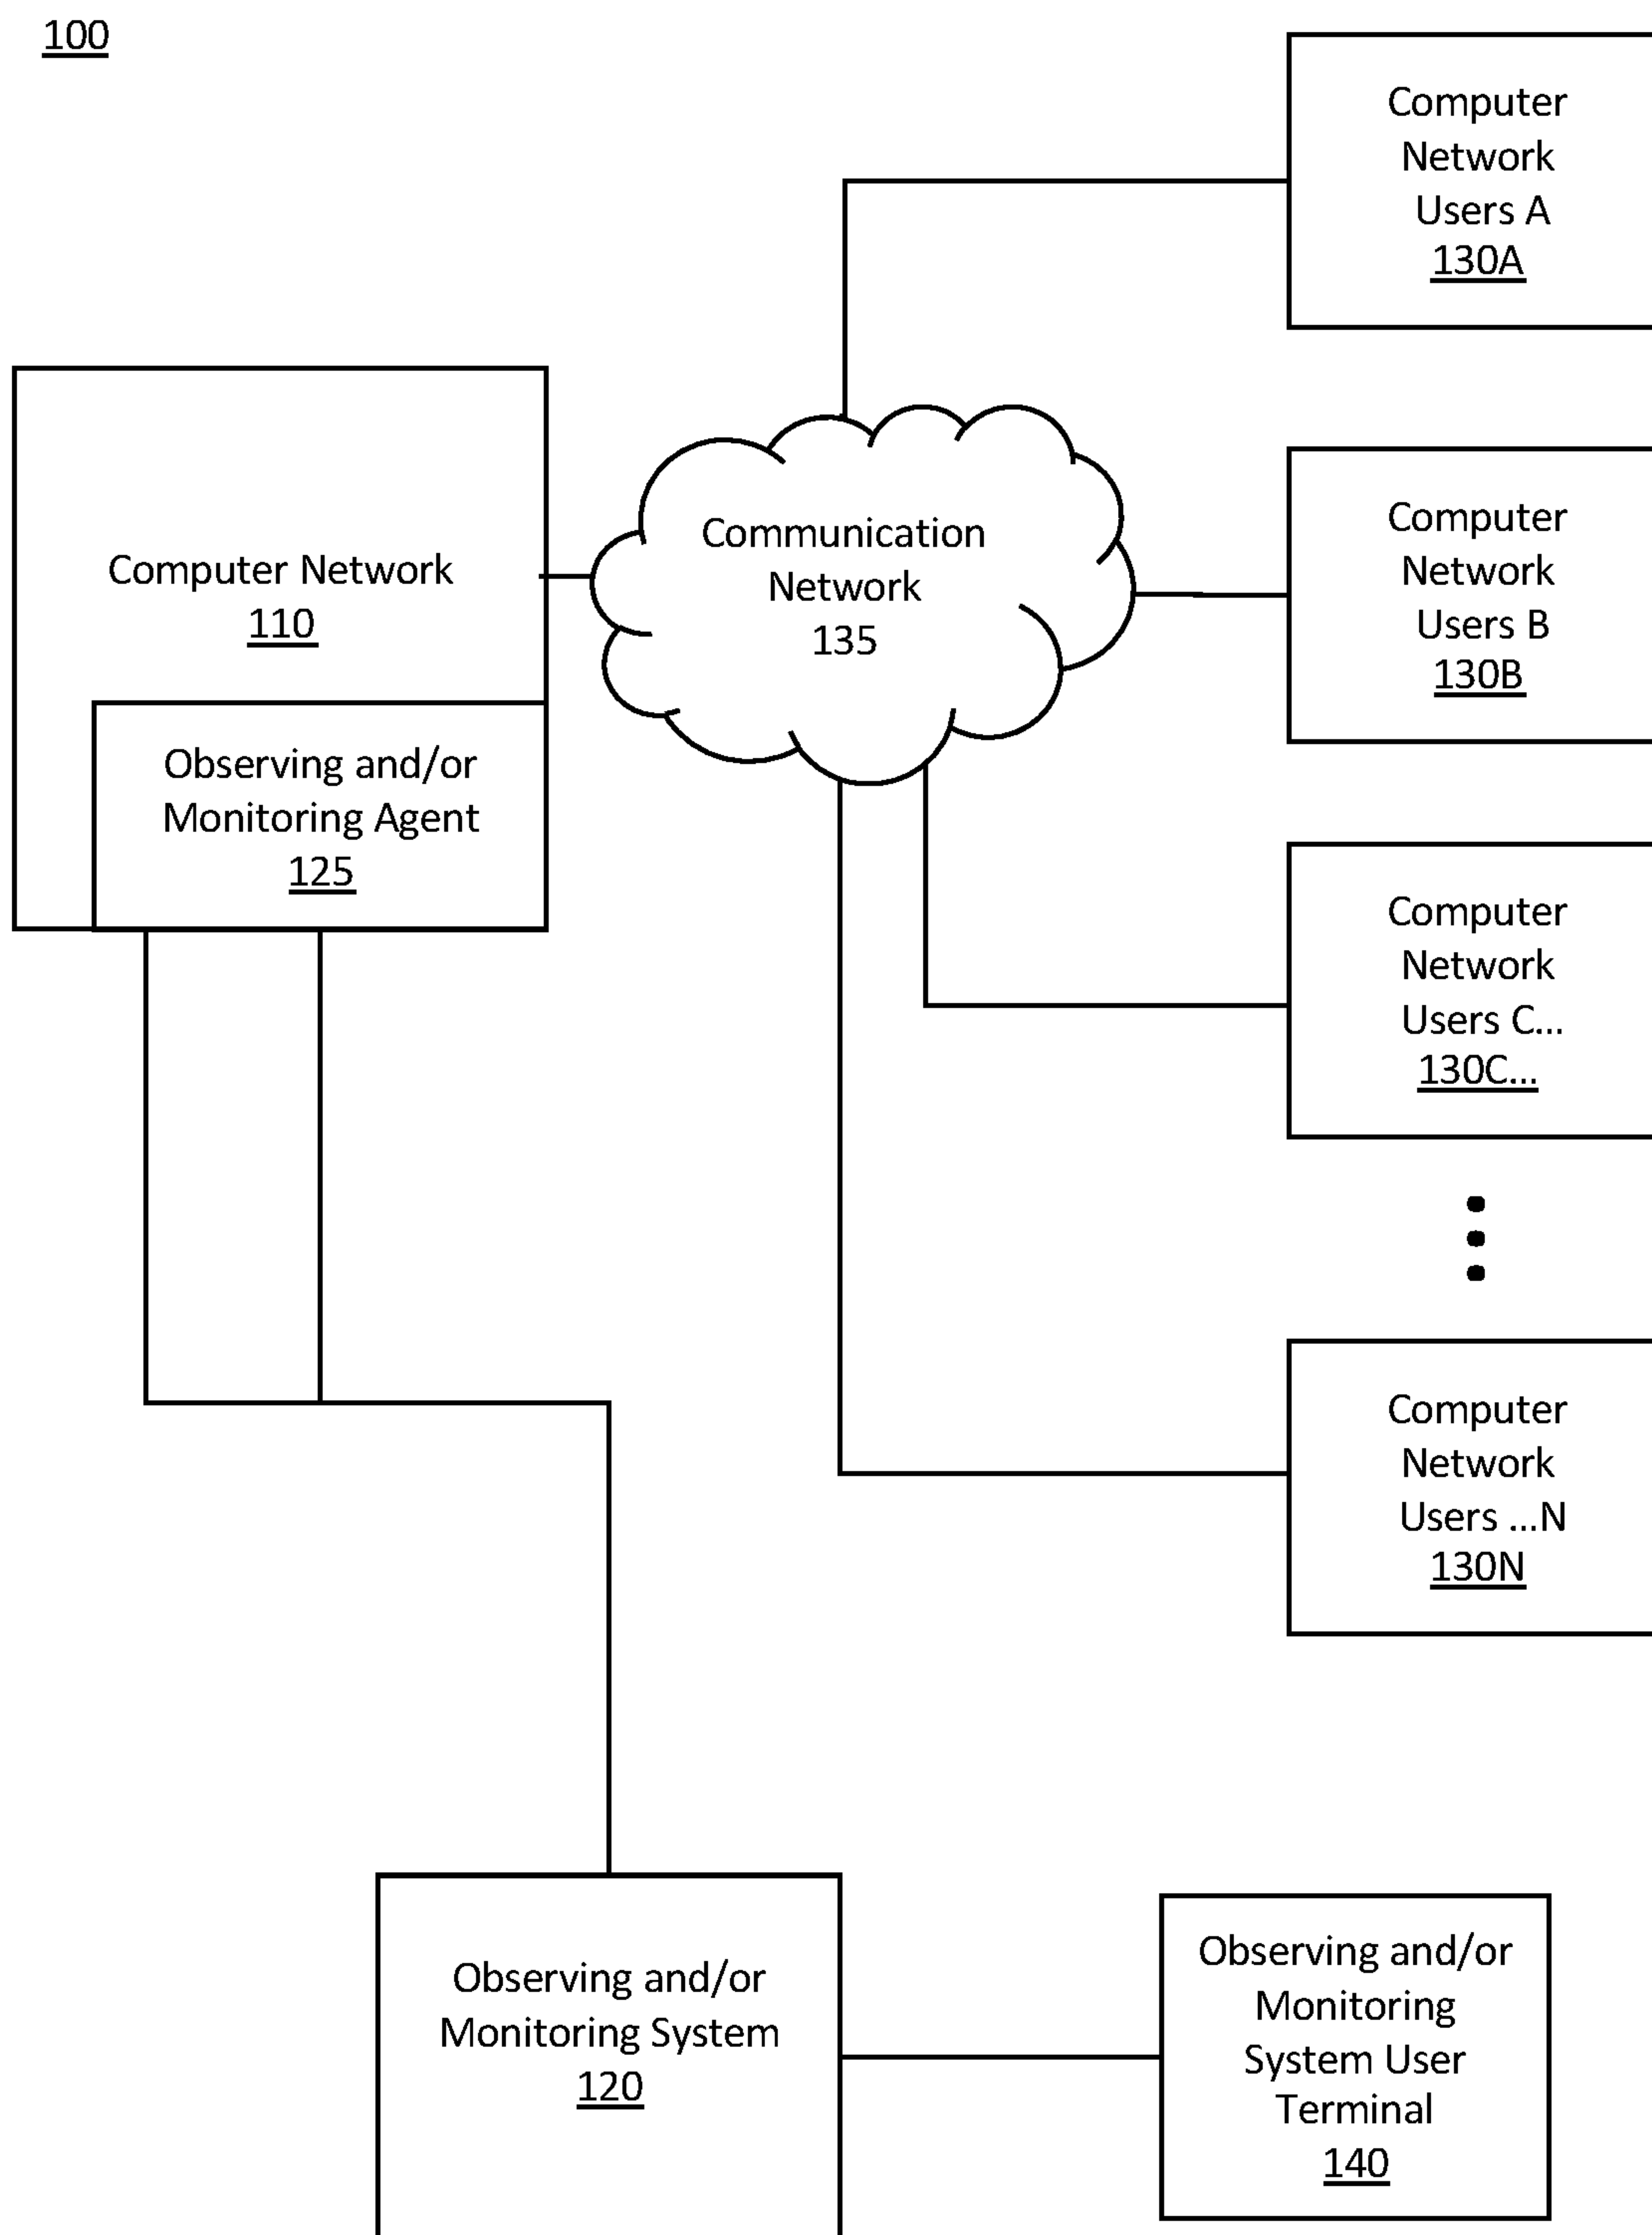 100
Computer
Network
Users A
130A
Computer Network
110
Observing and/or
Monitoring Agent
125
Communication
Network
135
Computer
Network
Users B
130B
Computer
Network
Users C...
130C...
Computer
Network
Users ...N
130N
Observing and/or
Monitoring System
120
Observing and/or
Monitoring
System User
Terminal
140